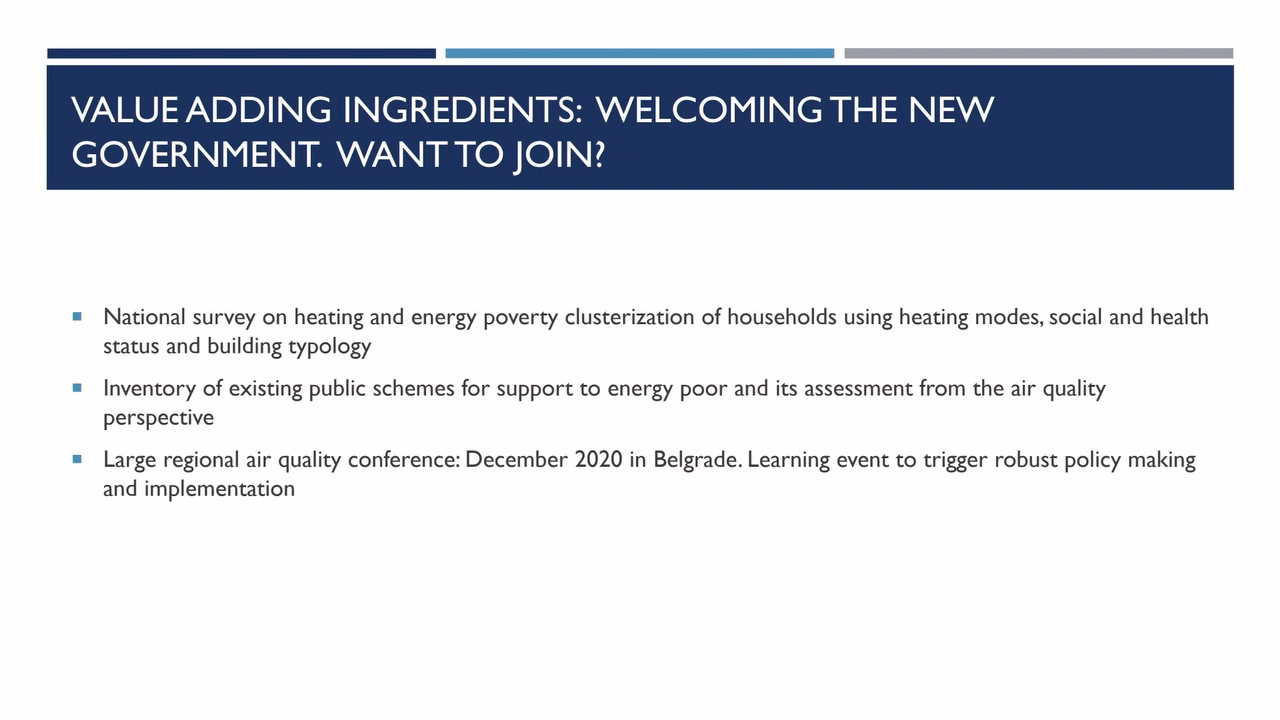 VALUE ADDING INGREDIENTS: WELCOMING THE NEW
GOVERNMENT. WANT TO JOIN?
National survey on heating and energy poverty clusterization of households using heating modes, social and health
status and building typology
Inventory of existing public schemes for support to energy poor and its assessment from the air quality
perspective
Large regional air quality conference: December 2020 in Belgrade. Learning event to trigger robust policy making
and implementation